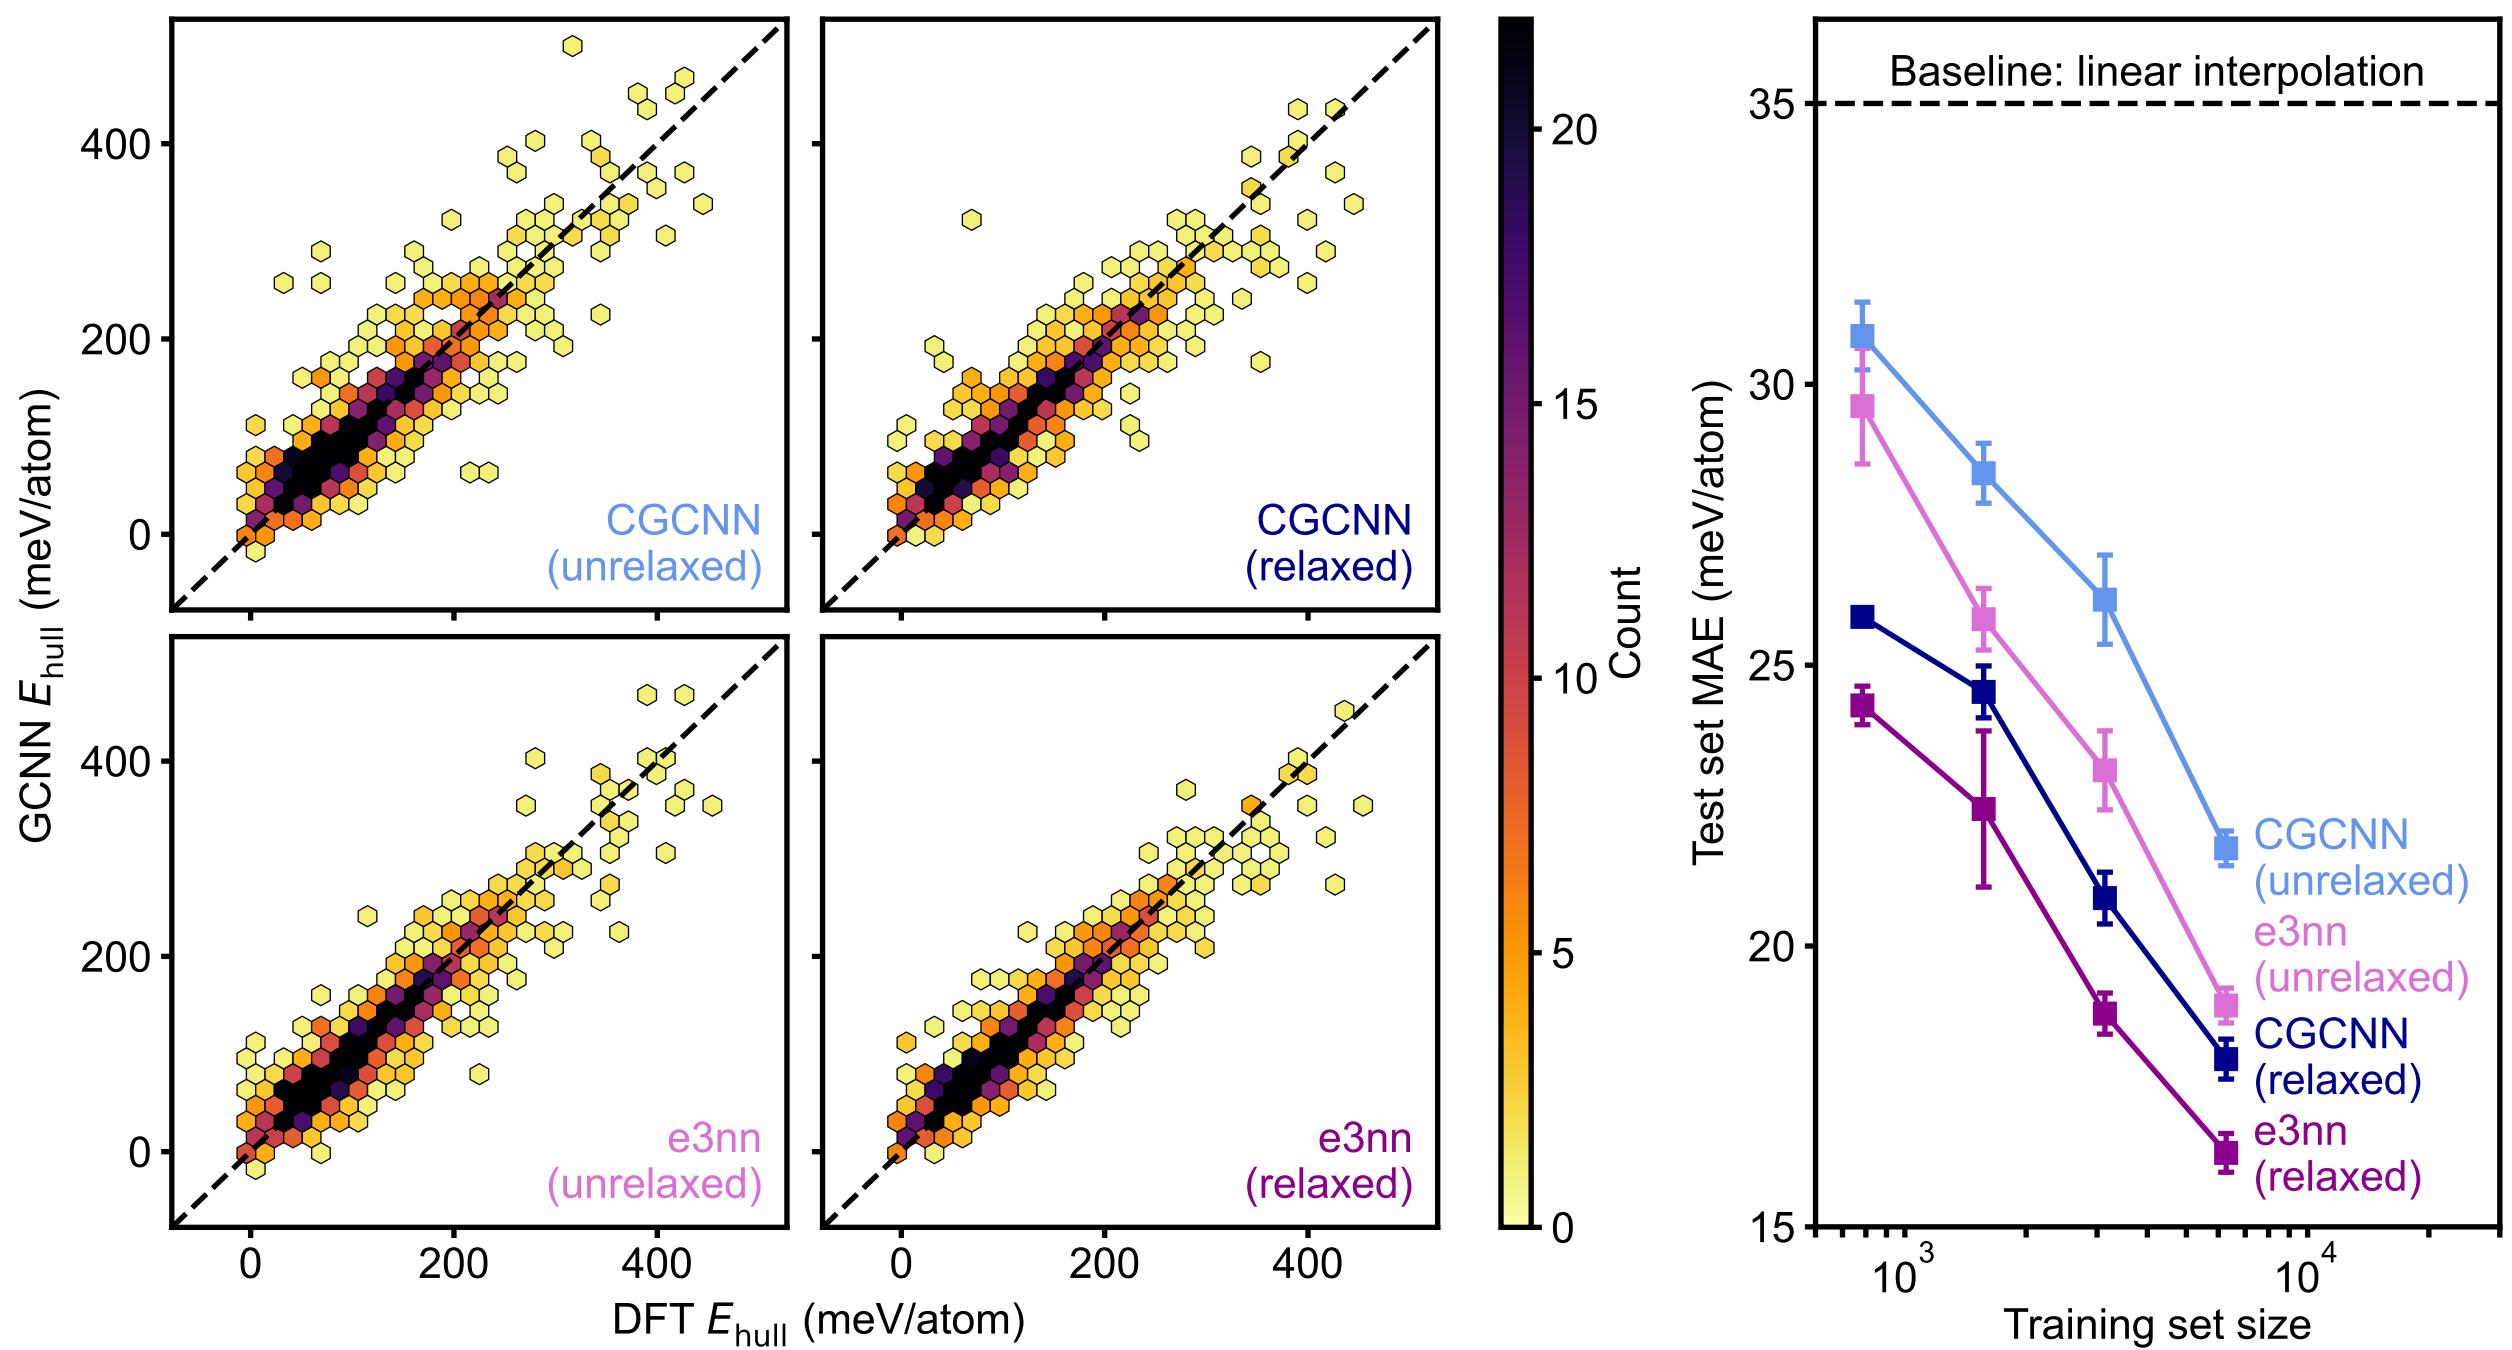 GCNN Ehull (meV/atom)
400
200
0
CGCNN
(unrelaxed)
CGCNN
(relaxed)
400
200
0
e3nn
(unrelaxed)
e3nn
(relaxed)
0
200
400
0
200
400
DFT Ehull (meV/atom)
20
15
10
5
0
Count
Test set MAE (meV/atom)
35
30
25
20
15
Baseline: linear interpolation
CGCNN
(unrelaxed)
e3nn
(unrelaxed)
CGCNN
(relaxed)
e3nn
(relaxed)
10^3
10^4
Training set size